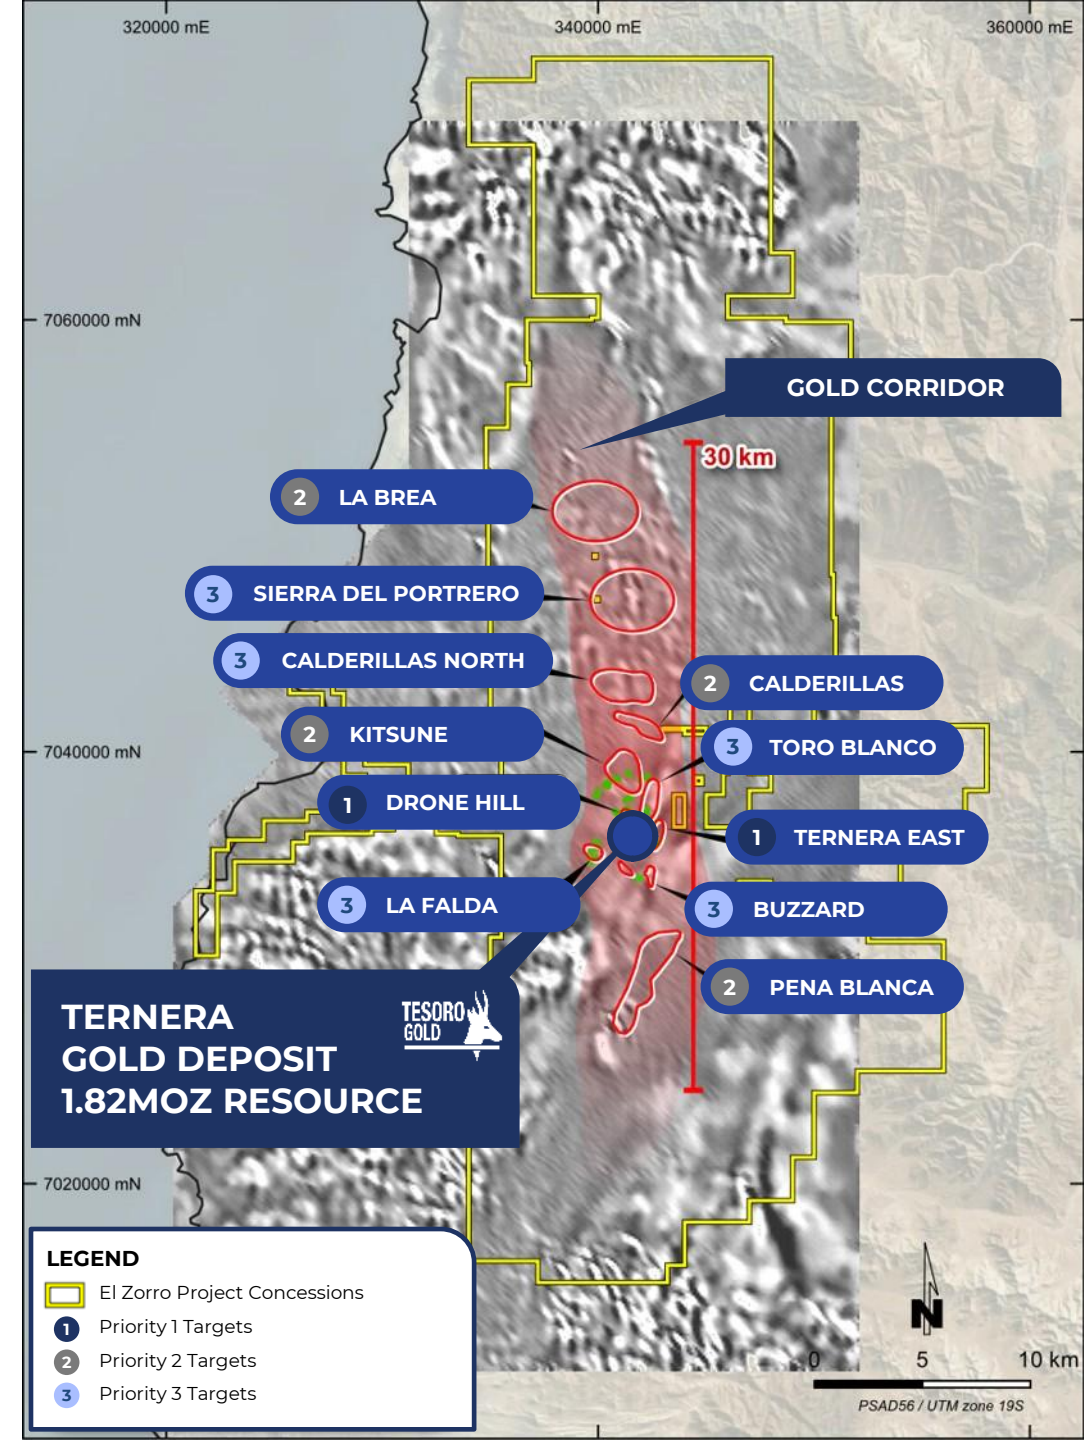 320000 mE
340000 mE
360000 mE
7060000 mN
GOLD CORRIDOR
30 km
2 LA BREA
3 SIERRA DEL PORTRERO
3 CALDERILLAS NORTH
2 CALDERILLAS
2 KITSUNE
3 TORO BLANCO
7040000 mN
1 DRONE HILL
1 TERNERA EAST
3 LA FALDA
3 BUZZARD
2 PENA BLANCA
TERNERA
GOLD DEPOSIT
1.82MOZ RESOURCE
TESORO
GOLD
7020000 mN
LEGEND
El Zorro Project Concessions
1 Priority 1 Targets
2 Priority 2 Targets
3 Priority 3 Targets
N
0 5 10 km
PSAD56 / UTM zone 19S